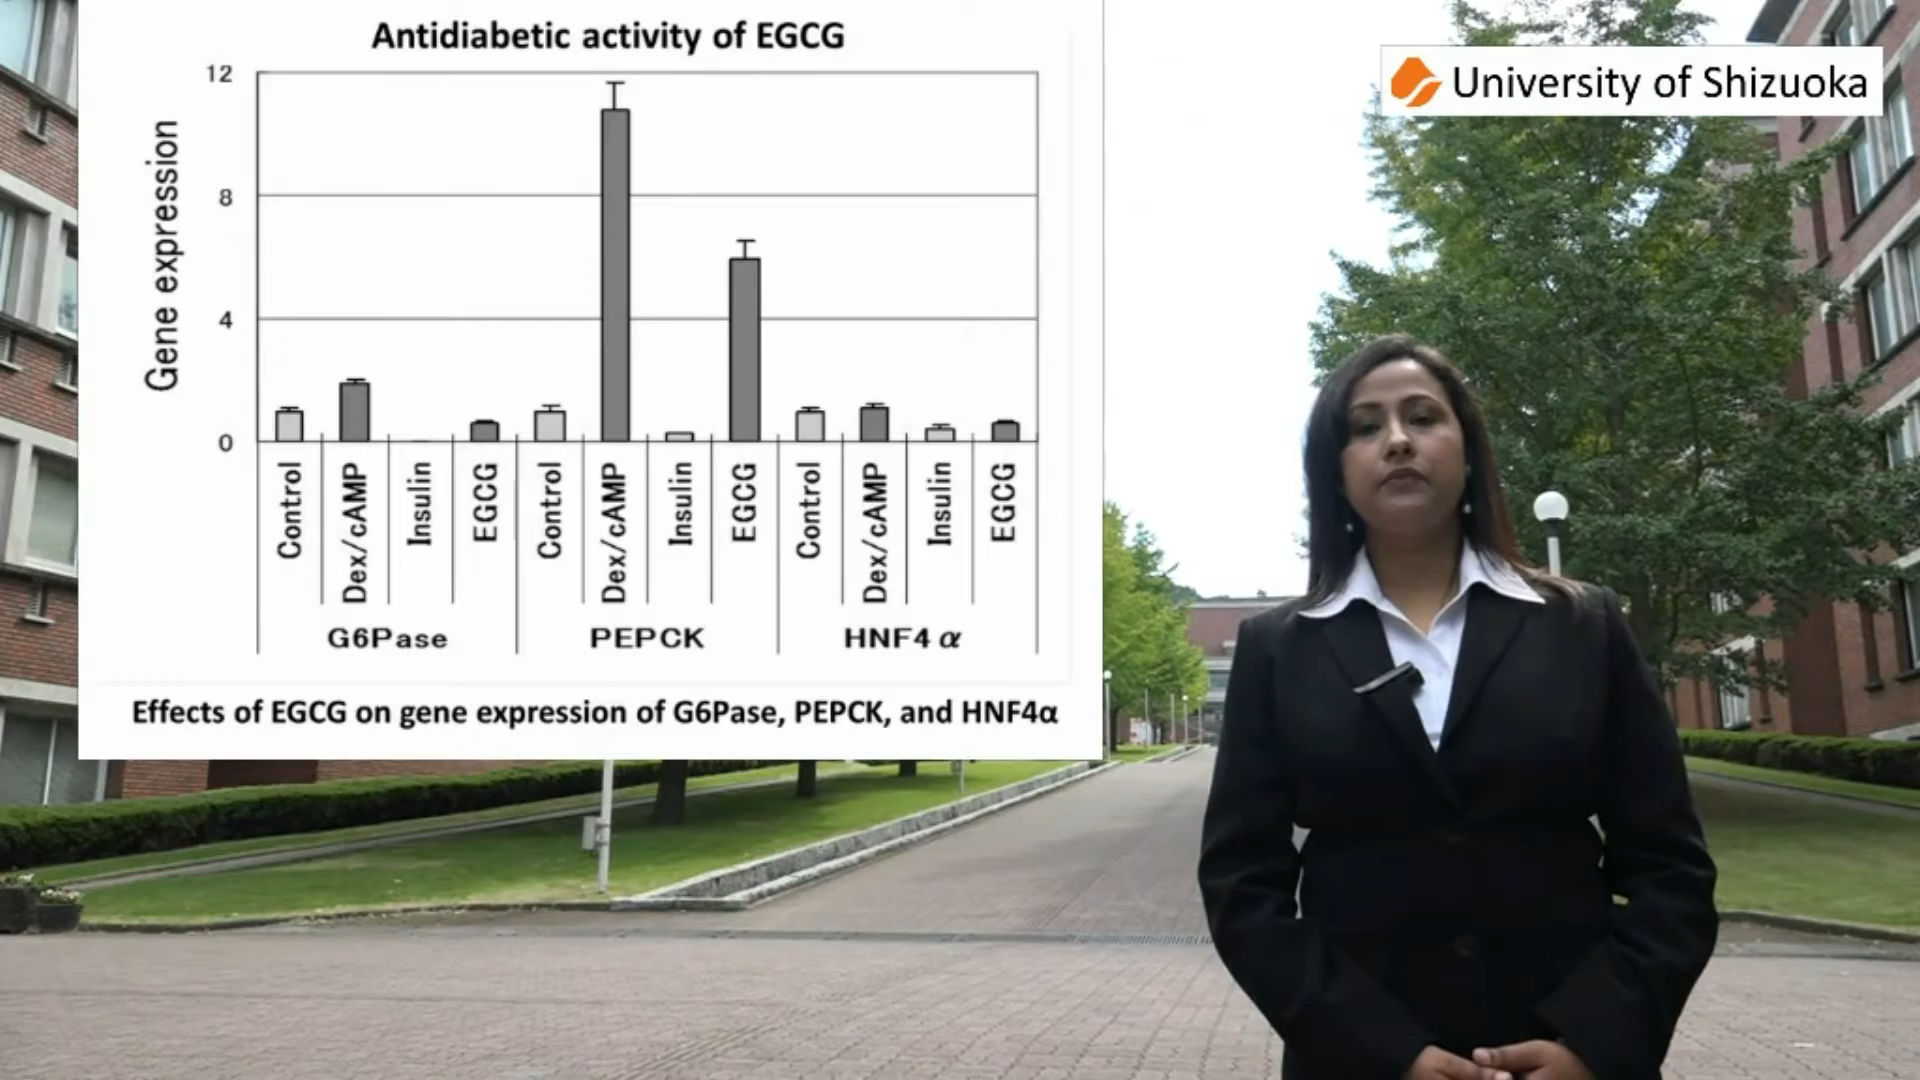 Antidiabetic activity of EGCG
University of Shizuoka
Gene expression
12
8
4
0
Control
Dex/cAMP
Insulin
EGCG
Control
Dex/cAMP
Insulin
EGCG
Control
Dex/cAMP
Insulin
EGCG
G6Pase
PEPCK
HNF4 α
Effects of EGCG on gene expression of G6Pase, PEPCK, and HNF4α